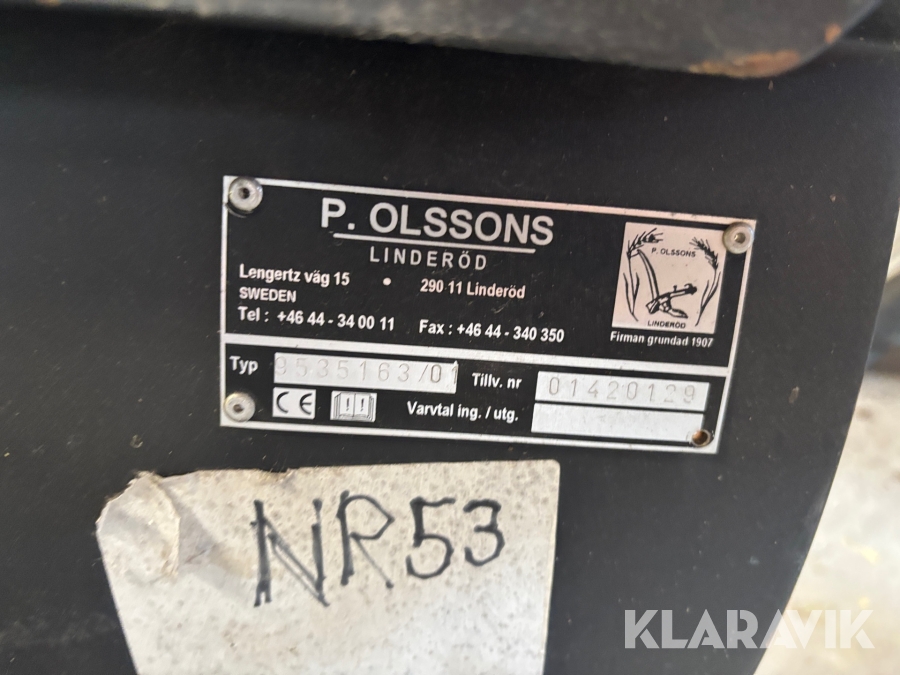 P. OLSSONS
LINDERÖD
Lengertz väg 15 • 290 11 Linderöd
SWEDEN
Tel : +46 44 - 34 00 11 Fax : +46 44 - 340 350
P. OLSSONS
LINDERÖD
Firman grundad 1907
Typ 9535163/01 Tillv. nr 01420129
CE Varvtal ing. / utg.
NR53
KLARAVIK